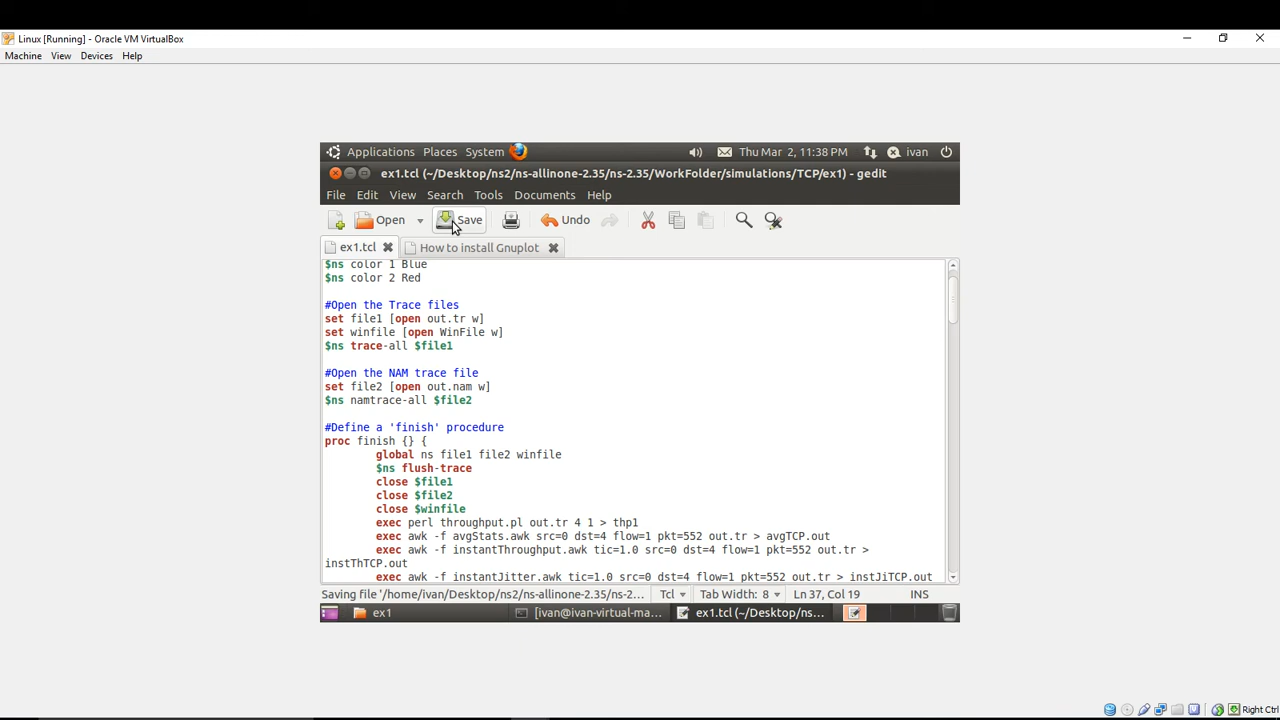 Linux [Running] - Oracle VM VirtualBox
Machine View Devices Help
Applications Places System Thu Mar 2, 11:38 PM ivan
ex1.tcl (~/Desktop/ns2/ns-allinone-2.35/ns-2.35/WorkFolder/simulations/TCP/ex1) - gedit
File Edit View Search Tools Documents Help
Open Save Undo
ex1.tcl How to install Gnuplot
$ns color 1 Blue
$ns color 2 Red
#Open the Trace files
set file1 [open out.tr w]
set winfile [open WinFile w]
$ns trace-all $file1
#Open the NAM trace file
set file2 [open out.nam w]
$ns namtrace-all $file2
#Define a 'finish' procedure
proc finish {} {
global ns file1 file2 winfile
$ns flush-trace
close $file1
close $file2
close $winfile
exec perl throughput.pl out.tr 4 1 > thp1
exec awk -f avgStats.awk src=0 dst=4 flow=1 pkt=552 out.tr > avgTCP.out
exec awk -f instantThroughput.awk tic=1.0 src=0 dst=4 flow=1 pkt=552 out.tr >
instThTCP.out
exec awk -f instantJitter.awk tic=1.0 src=0 dst=4 flow=1 pkt=552 out.tr > instJiTCP.out
Saving file '/home/ivan/Desktop/ns2/ns-allinone-2.35/ns-2... Tcl Tab Width: 8 Ln 37, Col 19 INS
ex1 [ivan@ivan-virtual-ma... ex1.tcl (~/Desktop/ns...
Right Ctrl